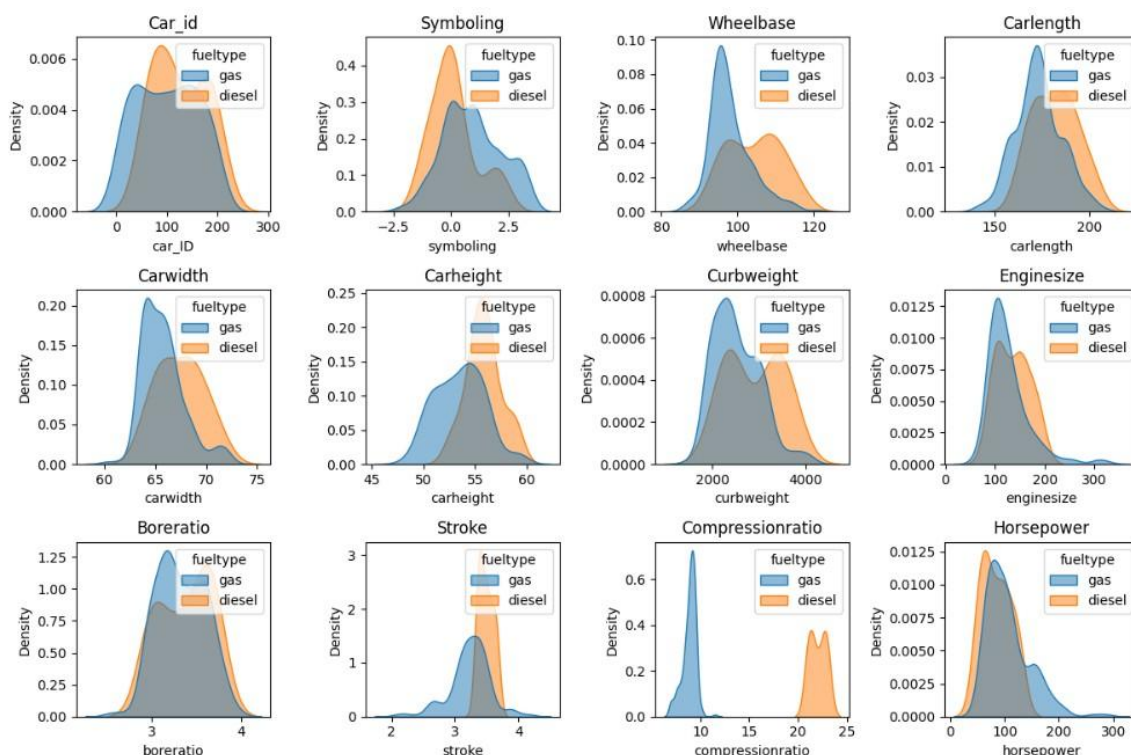 Car_id
Density
0.006
0.004
0.002
0.000
0 100 200 300
car_ID
fueltype
gas
diesel
Symboling
Density
0.4
0.3
0.2
0.1
0.0
−2.5 0.0 2.5
symboling
fueltype
gas
diesel
Wheelbase
Density
0.10
0.08
0.06
0.04
0.02
0.00
80 100 120
wheelbase
fueltype
gas
diesel
Carlength
Density
0.04
0.03
0.02
0.01
0.00
150 200
carlength
fueltype
gas
diesel
Carwidth
Density
0.20
0.15
0.10
0.05
0.00
60 65 70 75
carwidth
fueltype
gas
diesel
Carheight
Density
0.25
0.20
0.15
0.10
0.05
0.00
45 50 55 60
carheight
fueltype
gas
diesel
Curbweight
Density
0.0008
0.0006
0.0004
0.0002
0.0000
2000 4000
curbweight
fueltype
gas
diesel
Enginesize
Density
0.0125
0.0100
0.0075
0.0050
0.0025
0.0000
0 100 200 300
enginesize
fueltype
gas
diesel
Boreratio
Density
1.25
1.00
0.75
0.50
0.25
0.00
3 4
boreratio
fueltype
gas
diesel
Stroke
Density
3
2
1
0
2 3 4
stroke
fueltype
gas
diesel
Compressionratio
Density
0.6
0.4
0.2
0.0
10 15 20 25
compressionratio
fueltype
gas
diesel
Horsepower
Density
0.0125
0.0100
0.0075
0.0050
0.0025
0.0000
0 100 200 300
horsepower
fueltype
gas
diesel